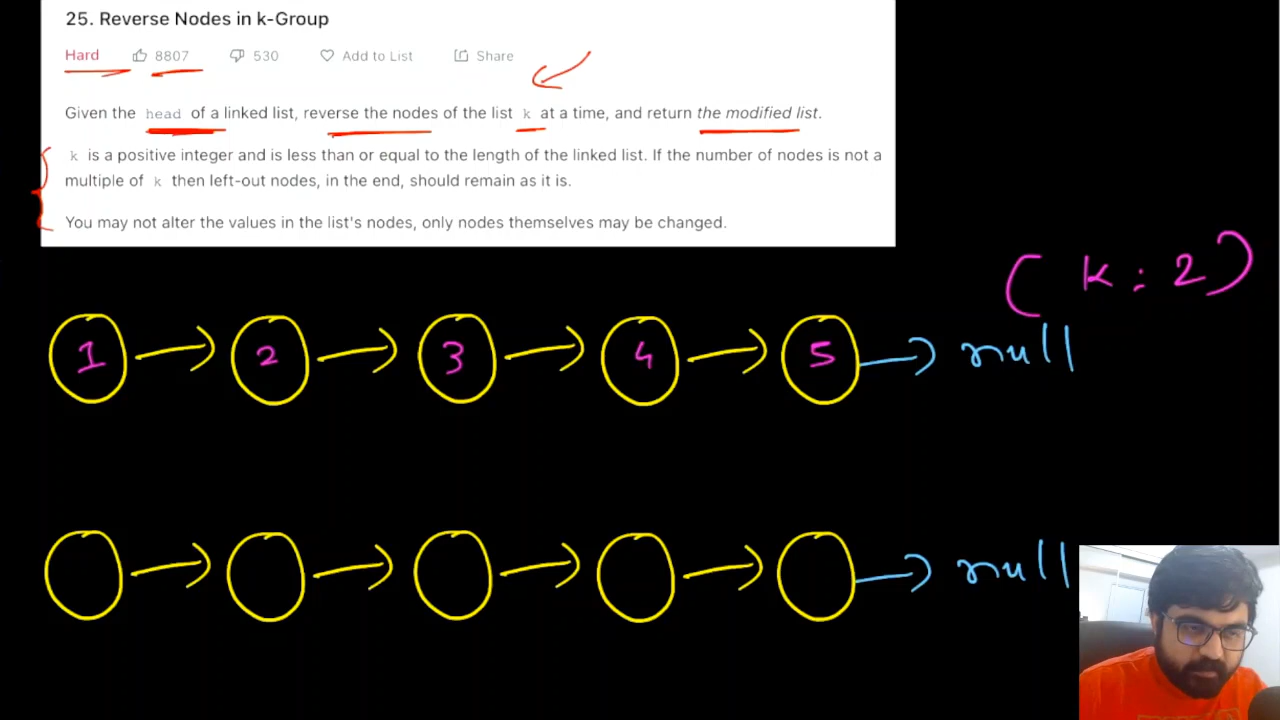 25. Reverse Nodes in k-Group
Hard 8807 530 Add to List Share
Given the head of a linked list, reverse the nodes of the list k at a time, and return the modified list.
k is a positive integer and is less than or equal to the length of the linked list. If the number of nodes is not a
multiple of k then left-out nodes, in the end, should remain as it is.
You may not alter the values in the list's nodes, only nodes themselves may be changed.
(k : 2)
1 2 3 4 5 null
null